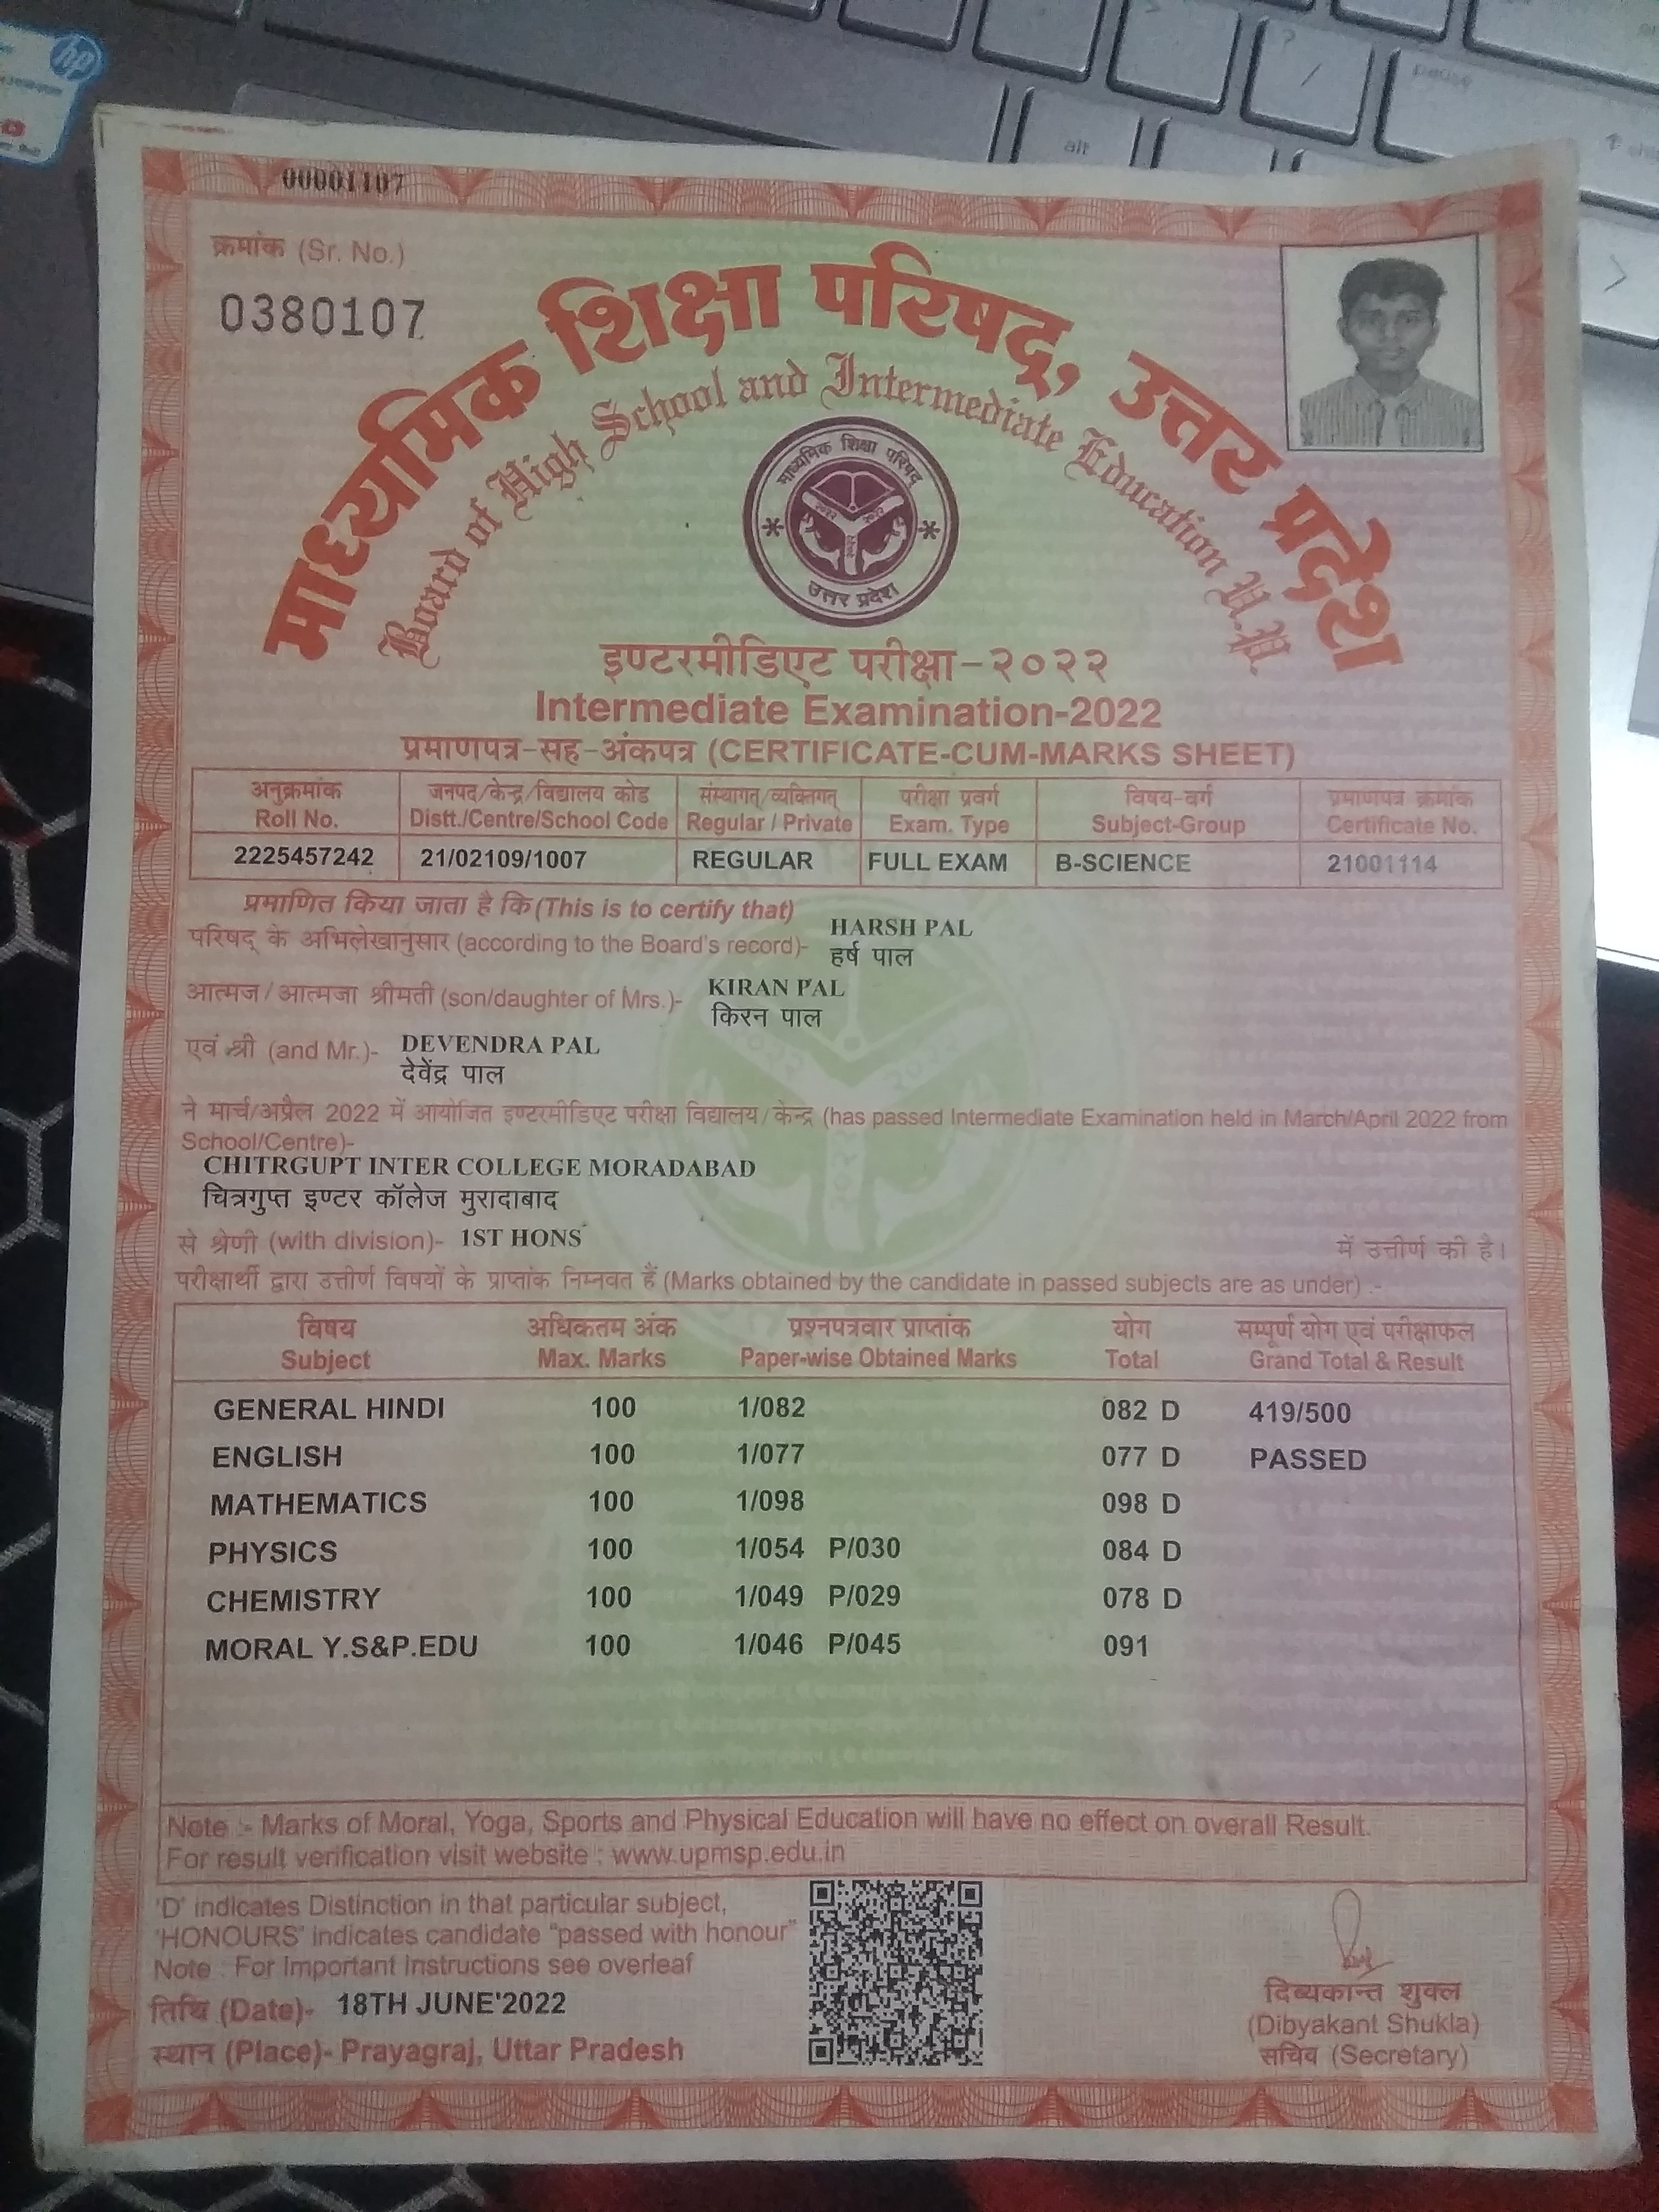 hp
alt
pause
00001107
क्रमांक (Sr. No.)
0380107
माध्यमिक शिक्षा परिषद्, उत्तर प्रदेश
Board of High School and Intermediate Education U.P.
माध्यमिक शिक्षा परिषद्
उत्तर प्रदेश
इण्टरमीडिएट परीक्षा-२०२२
Intermediate Examination-2022
प्रमाणपत्र-सह-अंकपत्र (CERTIFICATE-CUM-MARKS SHEET)
अनुक्रमांक जनपद/केन्द्र/विद्यालय कोड संस्थागत्/व्यक्तिगत् परीक्षा प्रवर्ग विषय-वर्ग प्रमाणपत्र क्रमांक
Roll No. Distt./Centre/School Code Regular / Private Exam. Type Subject-Group Certificate No.
2225457242 21/02109/1007 REGULAR FULL EXAM B-SCIENCE 21001114
प्रमाणित किया जाता है कि (This is to certify that)
परिषद् के अभिलेखानुसार (according to the Board's record)- HARSH PAL
हर्ष पाल
आत्मज/आत्मजा श्रीमती (son/daughter of Mrs.)- KIRAN PAL
किरन पाल
एवं श्री (and Mr.)- DEVENDRA PAL
देवेंद्र पाल
ने मार्च/अप्रैल 2022 में आयोजित इण्टरमीडिएट परीक्षा विद्यालय/केन्द्र (has passed Intermediate Examination held in March/April 2022 from
School/Centre)-
CHITRGUPT INTER COLLEGE MORADABAD
चित्रगुप्त इण्टर कॉलेज मुरादाबाद
से श्रेणी (with division)- 1ST HONS में उत्तीर्ण की है।
परीक्षार्थी द्वारा उत्तीर्ण विषयों के प्राप्तांक निम्नवत हैं (Marks obtained by the candidate in passed subjects are as under) :-
विषय अधिकतम अंक प्रश्नपत्रवार प्राप्तांक योग सम्पूर्ण योग एवं परीक्षाफल
Subject Max. Marks Paper-wise Obtained Marks Total Grand Total & Result
GENERAL HINDI 100 1/082 082 D 419/500
ENGLISH 100 1/077 077 D PASSED
MATHEMATICS 100 1/098 098 D
PHYSICS 100 1/054 P/030 084 D
CHEMISTRY 100 1/049 P/029 078 D
MORAL Y.S&P.EDU 100 1/046 P/045 091
Note :- Marks of Moral, Yoga, Sports and Physical Education will have no effect on overall Result.
For result verification visit website : www.upmsp.edu.in
'D' indicates Distinction in that particular subject,
'HONOURS' indicates candidate "passed with honour"
Note : For Important Instructions see overleaf
तिथि (Date)- 18TH JUNE'2022
स्थान (Place)- Prayagraj, Uttar Pradesh
दिब्यकान्त शुक्ल
(Dibyakant Shukla)
सचिव (Secretary)